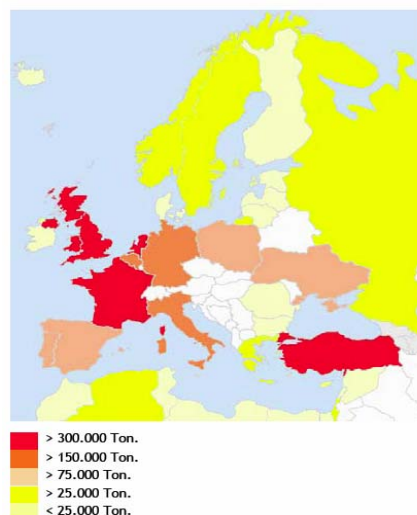 > 300.000 Ton.
> 150.000 Ton.
> 75.000 Ton.
> 25.000 Ton.
< 25.000 Ton.